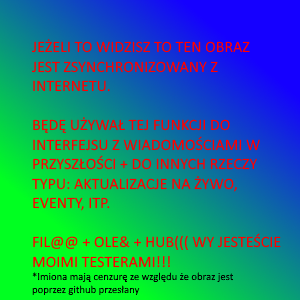 JEŻELI TO WIDZISZ TO TEN OBRAZ
JEST ZSYNCHRONIZOWANY Z
INTERNETU.
BĘDĘ UŻYWAŁ TEJ FUNKCJI DO
INTERFEJSU Z WIADOMOŚCIAMI W
PRZYSZŁOŚCI + DO INNYCH RZECZY
TYPU: AKTUALIZACJE NA ŻYWO,
EVENTY, ITP.
FIL@@ + OLE& + HUB((( WY JESTEŚCIE
MOIMI TESTERAMI!!!
*Imiona mają cenzurę ze względu że obraz jest
poprzez github przesłany